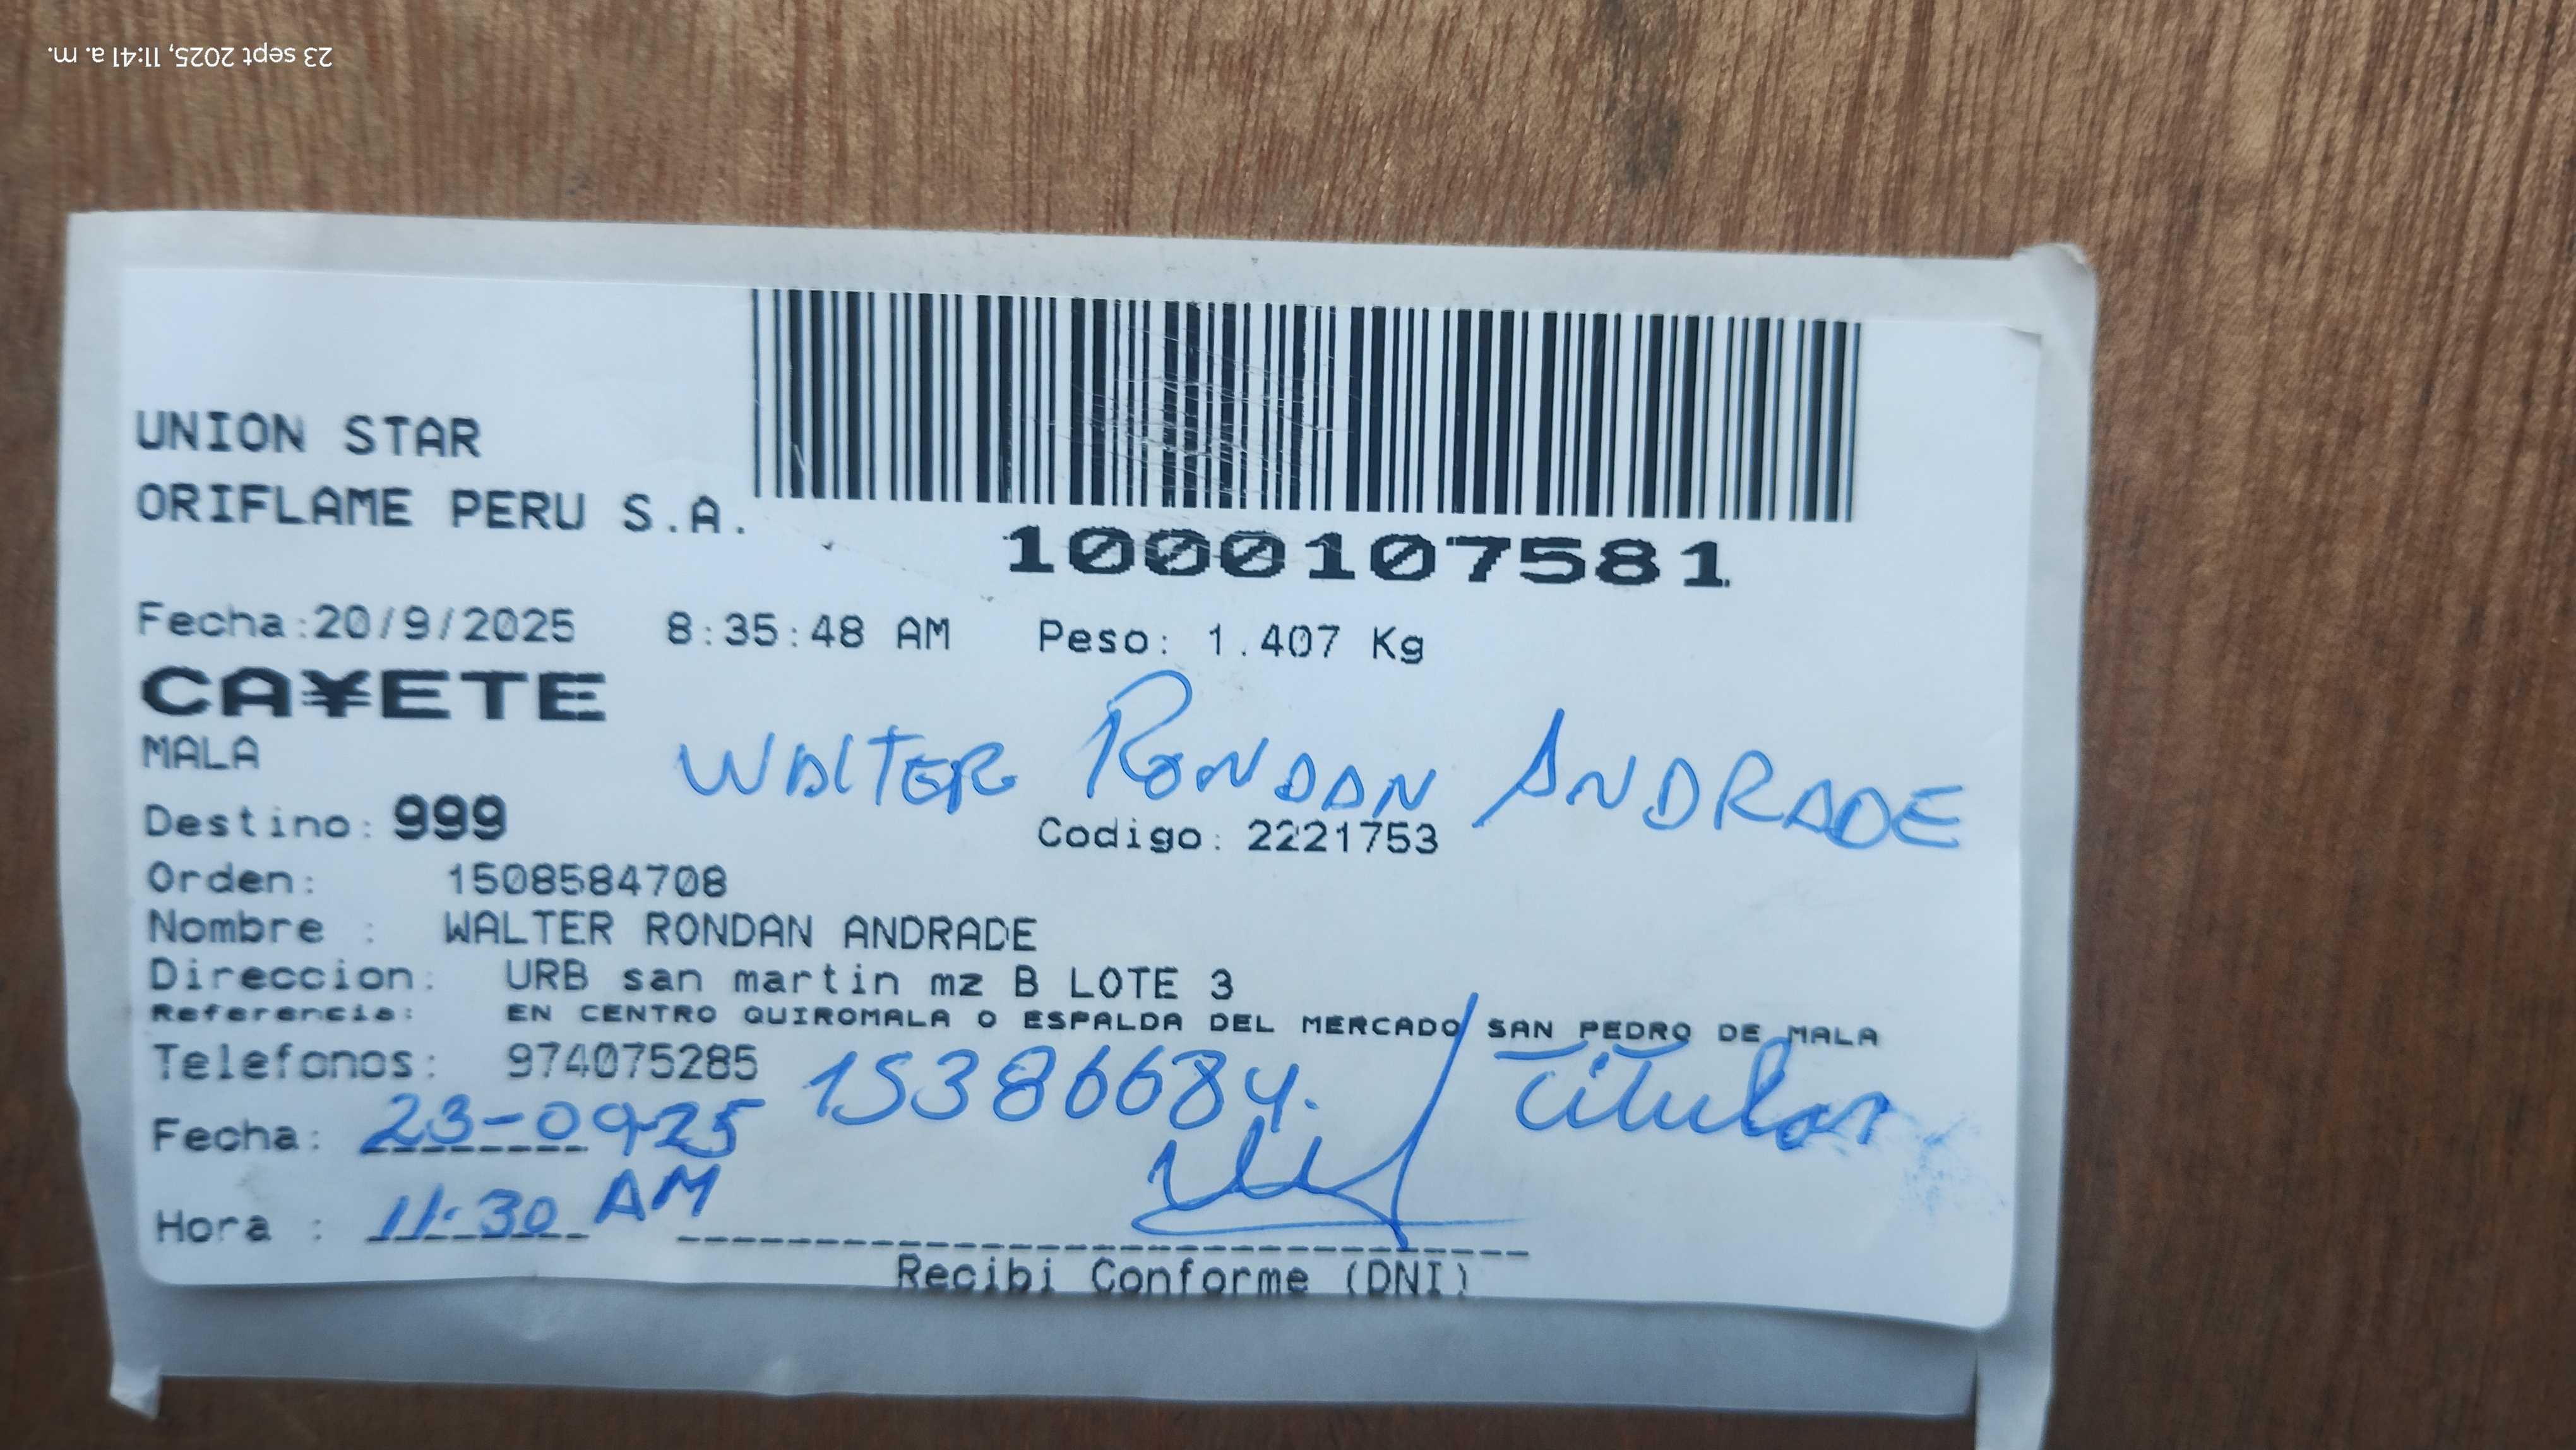 23 sept 2025, 11:41 a. m.
UNION STAR
ORIFLAME PERU S.A.
1000107581
Fecha:20/9/2025 8:35:48 AM Peso: 1.407 Kg
CA¥ETE
MALA
WALTER RONDAN ANDRADE
Destino: 999 Codigo: 2221753
Orden: 1508584708
Nombre : WALTER RONDAN ANDRADE
Direccion: URB san martin mz B LOTE 3
Referencia: EN CENTRO QUIROMALA O ESPALDA DEL MERCADO SAN PEDRO DE MALA
Telefonos: 974075285 15386684. Titular
Fecha: 23-09-25
Hora : 11:30 AM
Recibi Conforme (DNI)